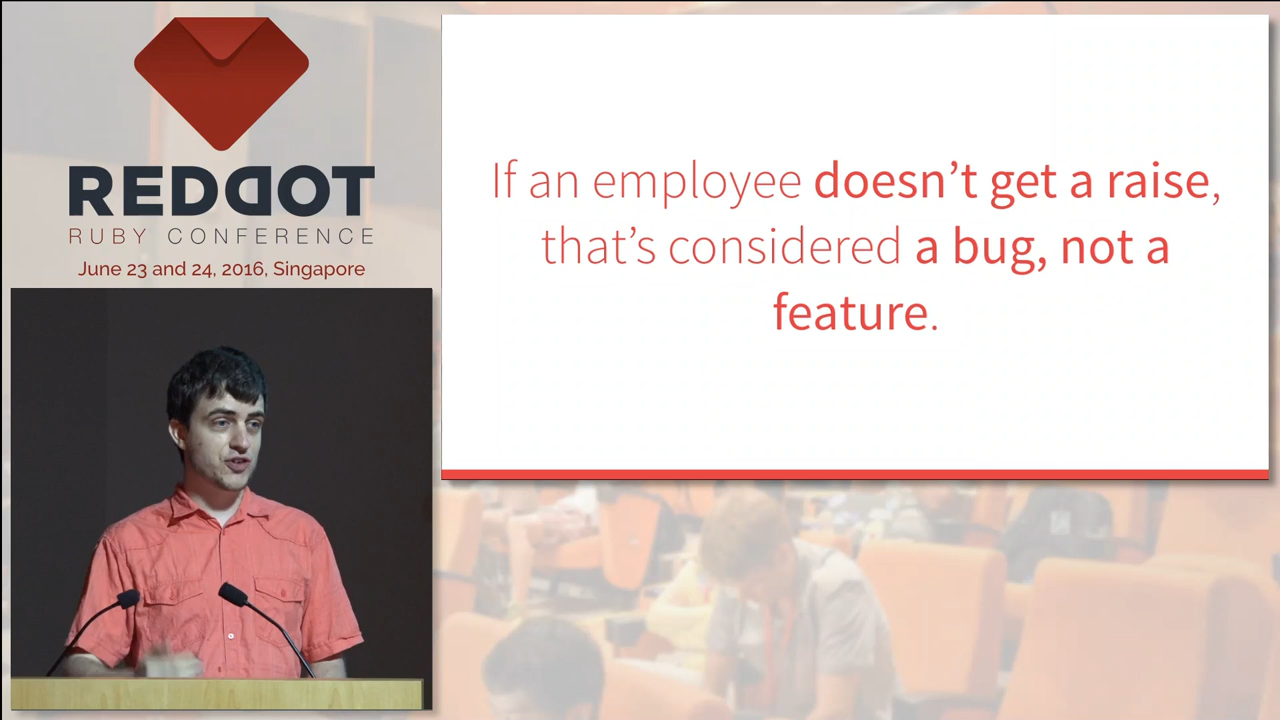 REDDOT
RUBY CONFERENCE
June 23 and 24, 2016, Singapore
If an employee doesn’t get a raise,
that’s considered a bug, not a
feature.